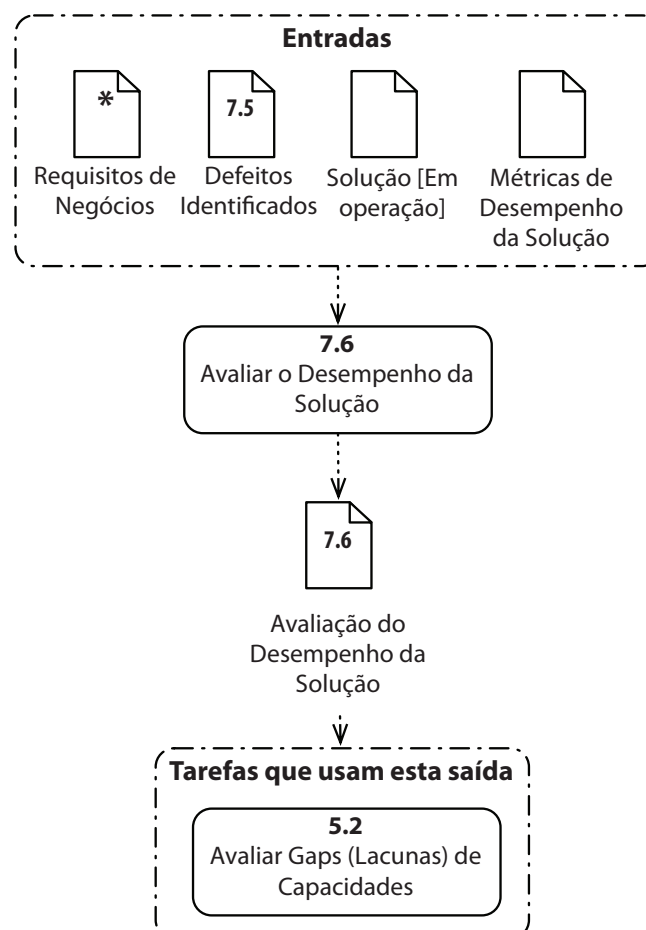 Entradas
*
7.5
Requisitos de
Negócios
Defeitos
Identificados
Solução [Em
operação]
Métricas de
Desempenho
da Solução
7.6
Avaliar o Desempenho da
Solução
7.6
Avaliação do
Desempenho da
Solução
Tarefas que usam esta saída
5.2
Avaliar Gaps (Lacunas) de
Capacidades